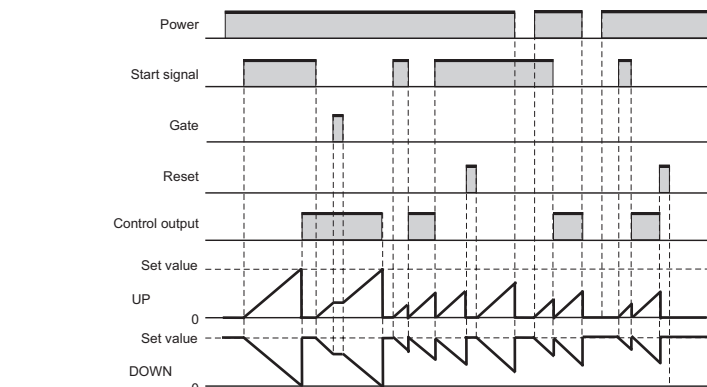 Power
Start signal
Gate
Reset
Control output
Set value
UP
0
Set value
DOWN
0